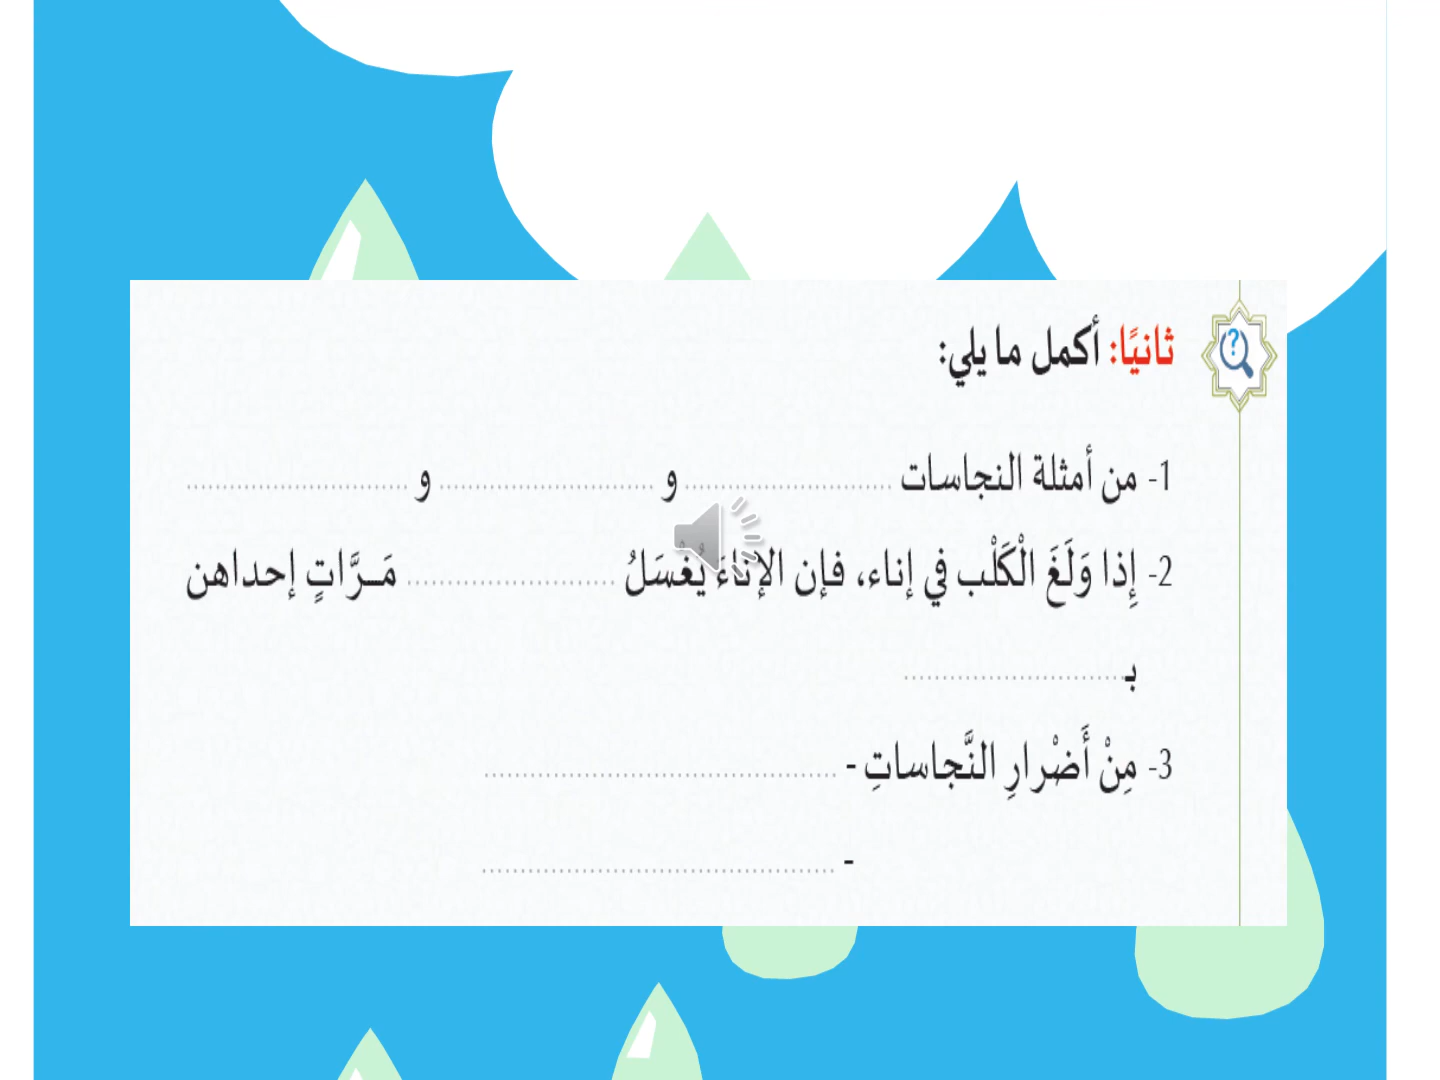 ثانيًا: أكمل ما يلي:
1- من أمثلة النجاسات ............................ و ............................ و ............................
2- إِذا وَلَغَ الْكَلْب في إناء، فإن الإناءَ يُغْسَلُ ............................ مَـرَّاتٍ إحداهن
بـ ............................
3- مِنْ أَضْرارِ النَّجاساتِ - ............................................
- ............................................